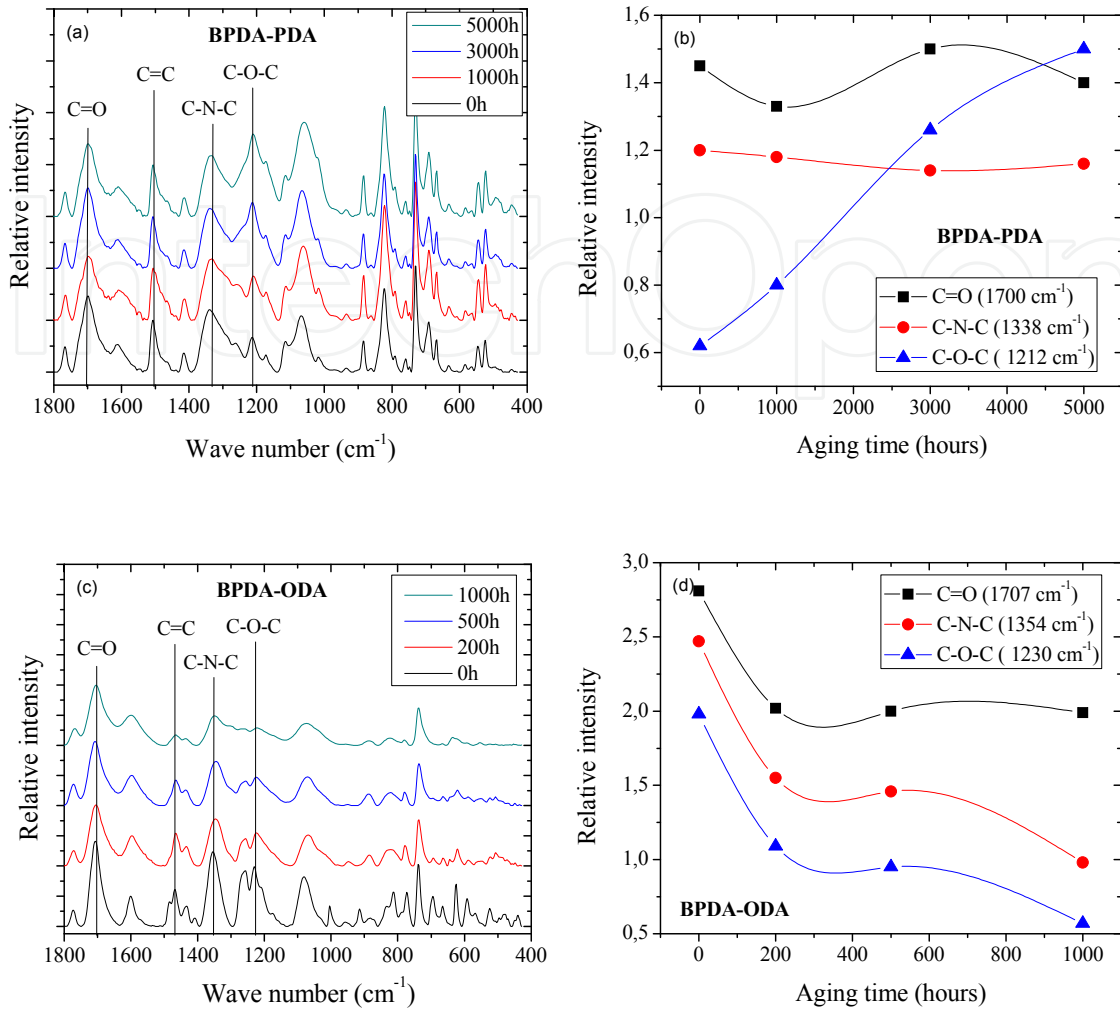 (a)
BPDA-PDA
5000h
3000h
1000h
0h
C=O
C=C
C-N-C
C-O-C
Relative intensity
1800 1600 1400 1200 1000 800 600 400
Wave number (cm⁻¹)
(b)
1,6
1,4
1,2
1,0
0,8
0,6
Relative intensity
BPDA-PDA
C=O (1700 cm⁻¹)
C-N-C (1338 cm⁻¹)
C-O-C ( 1212 cm⁻¹)
0 1000 2000 3000 4000 5000
Aging time (hours)
IntechOpen
(c)
BPDA-ODA
1000h
500h
200h
0h
C=O
C=C
C-N-C
C-O-C
Relative intensity
1800 1600 1400 1200 1000 800 600 400
Wave number (cm⁻¹)
(d)
3,0
2,5
2,0
1,5
1,0
0,5
Relative intensity
C=O (1707 cm⁻¹)
C-N-C (1354 cm⁻¹)
C-O-C ( 1230 cm⁻¹)
BPDA-ODA
0 200 400 600 800 1000
Aging time (hours)